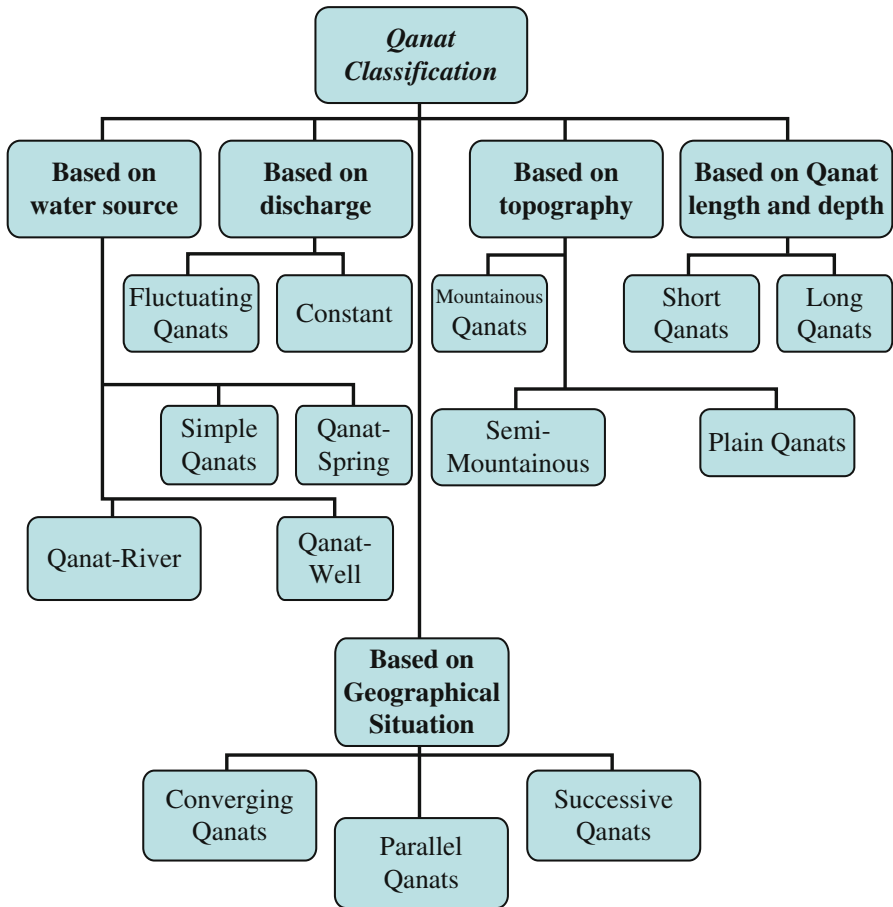 Qanat
Classification
Based on
water source
Based on
discharge
Based on
topography
Based on Qanat
length and depth
Fluctuating
Qanats
Constant
Mountainous
Qanats
Short
Qanats
Long
Qanats
Simple
Qanats
Qanat-
Spring
Semi-
Mountainous
Plain Qanats
Qanat-River
Qanat-
Well
Based on
Geographical
Situation
Converging
Qanats
Parallel
Qanats
Successive
Qanats